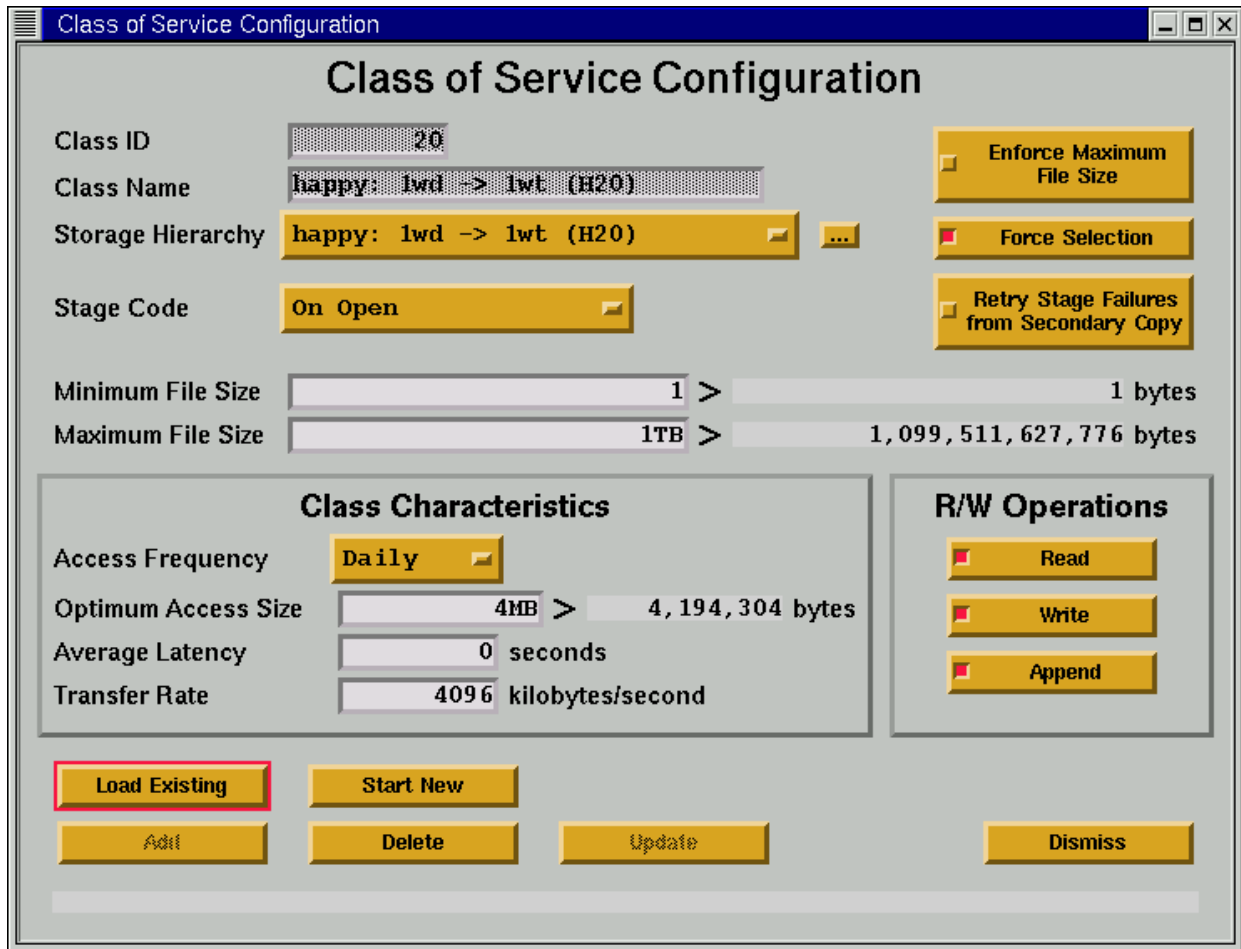 Class of Service Configuration
Class of Service Configuration
Class ID 20
Enforce Maximum
File Size
Class Name happy: 1wd -> 1wt (H20)
Storage Hierarchy happy: 1wd -> 1wt (H20) ... Force Selection
Stage Code On Open
Retry Stage Failures
from Secondary Copy
Minimum File Size 1 > 1 bytes
Maximum File Size 1TB > 1,099,511,627,776 bytes
Class Characteristics R/W Operations
Access Frequency Daily Read
Optimum Access Size 4MB > 4,194,304 bytes Write
Average Latency 0 seconds
Append
Transfer Rate 4096 kilobytes/second
Load Existing Start New
Add Delete Update Dismiss